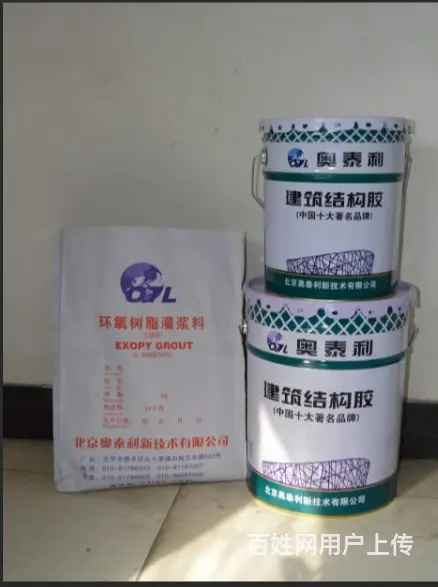 奥泰利
建筑结构胶
(中国十大著名品牌)
北京奥泰利新技术有限公司
OTL
环氧树脂灌浆料
EXOPY GROUT
kg
北京奥泰利新技术有限公司
OTL 奥泰利
建筑结构胶
(中国十大著名品牌)
北京奥泰利新技术有限公司
百姓网用户上传